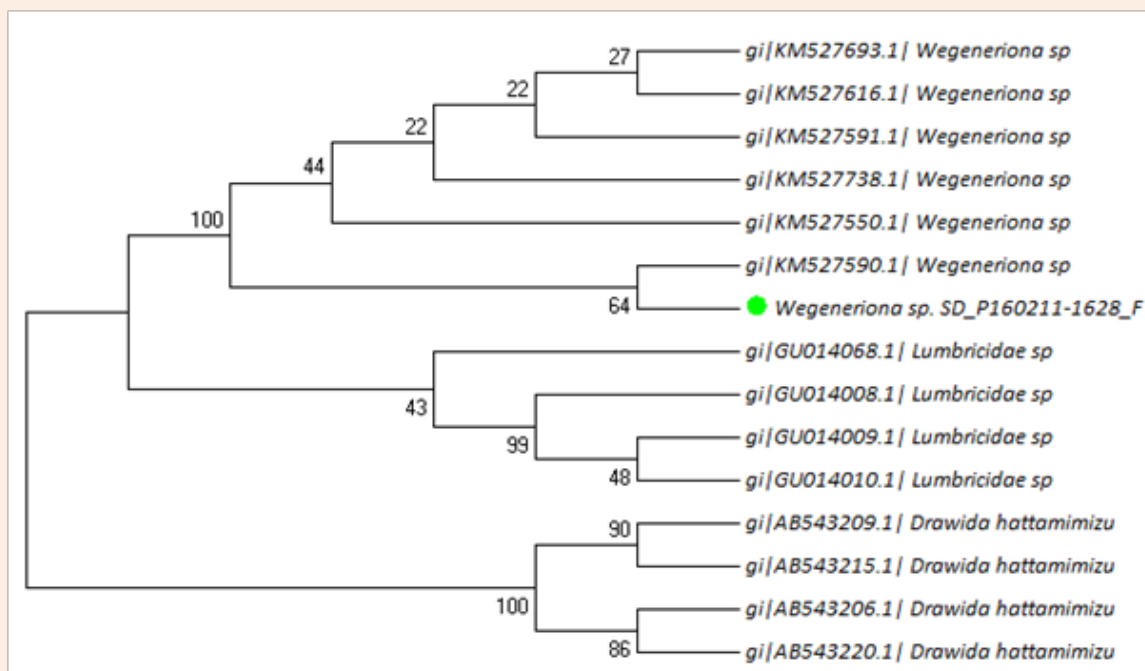 27
gi|KM527693.1| Wegeneriona sp
gi|KM527616.1| Wegeneriona sp
22
gi|KM527591.1| Wegeneriona sp
22
gi|KM527738.1| Wegeneriona sp
44
gi|KM527550.1| Wegeneriona sp
100
gi|KM527590.1| Wegeneriona sp
64
Wegeneriona sp. SD_P160211-1628_F
gi|GU014068.1| Lumbricidae sp
43
gi|GU014008.1| Lumbricidae sp
99
gi|GU014009.1| Lumbricidae sp
48
gi|GU014010.1| Lumbricidae sp
90
gi|AB543209.1| Drawida hattamimizu
gi|AB543215.1| Drawida hattamimizu
100
gi|AB543206.1| Drawida hattamimizu
86
gi|AB543220.1| Drawida hattamimizu